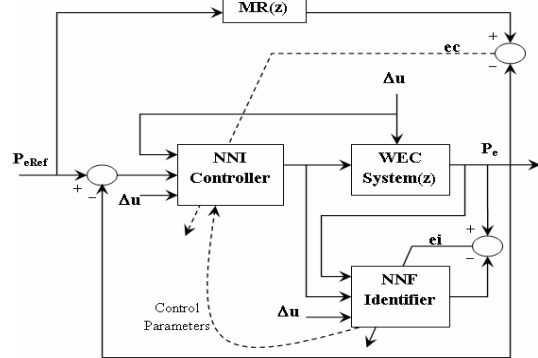 MR(z)
+
−
ec
Δu
P_eRef
NNI
Controller
WEC
System(z)
P_e
+
−
Δu
+
ei
−
NNF
Identifier
Control
Parameters
Δu